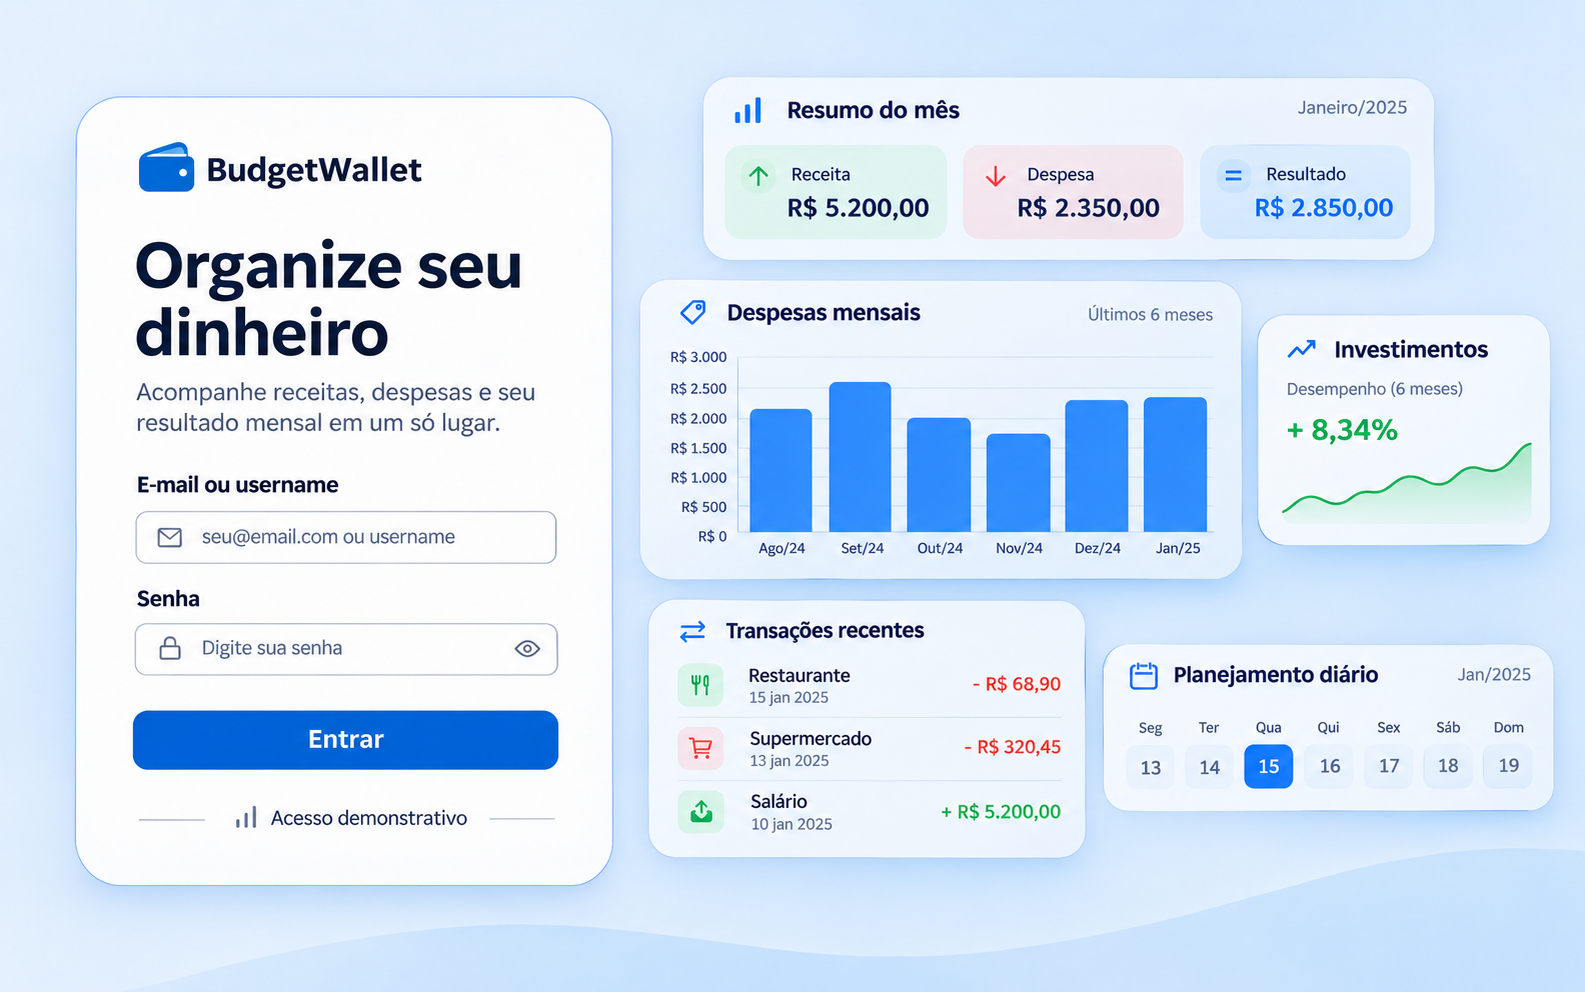 BudgetWallet
Organize seu
dinheiro
Acompanhe receitas, despesas e seu
resultado mensal em um só lugar.
E-mail ou username
seu@email.com ou username
Senha
Digite sua senha
Entrar
Acesso demonstrativo
Resumo do mês
Janeiro/2025
Receita
R$ 5.200,00
Despesa
R$ 2.350,00
Resultado
R$ 2.850,00
Despesas mensais
Últimos 6 meses
R$ 3.000
R$ 2.500
R$ 2.000
R$ 1.500
R$ 1.000
R$ 500
R$ 0
Ago/24 Set/24 Out/24 Nov/24 Dez/24 Jan/25
Investimentos
Desempenho (6 meses)
+ 8,34%
Transações recentes
Restaurante
15 jan 2025
- R$ 68,90
Supermercado
13 jan 2025
- R$ 320,45
Salário
10 jan 2025
+ R$ 5.200,00
Planejamento diário
Jan/2025
Seg Ter Qua Qui Sex Sáb Dom
13 14 15 16 17 18 19